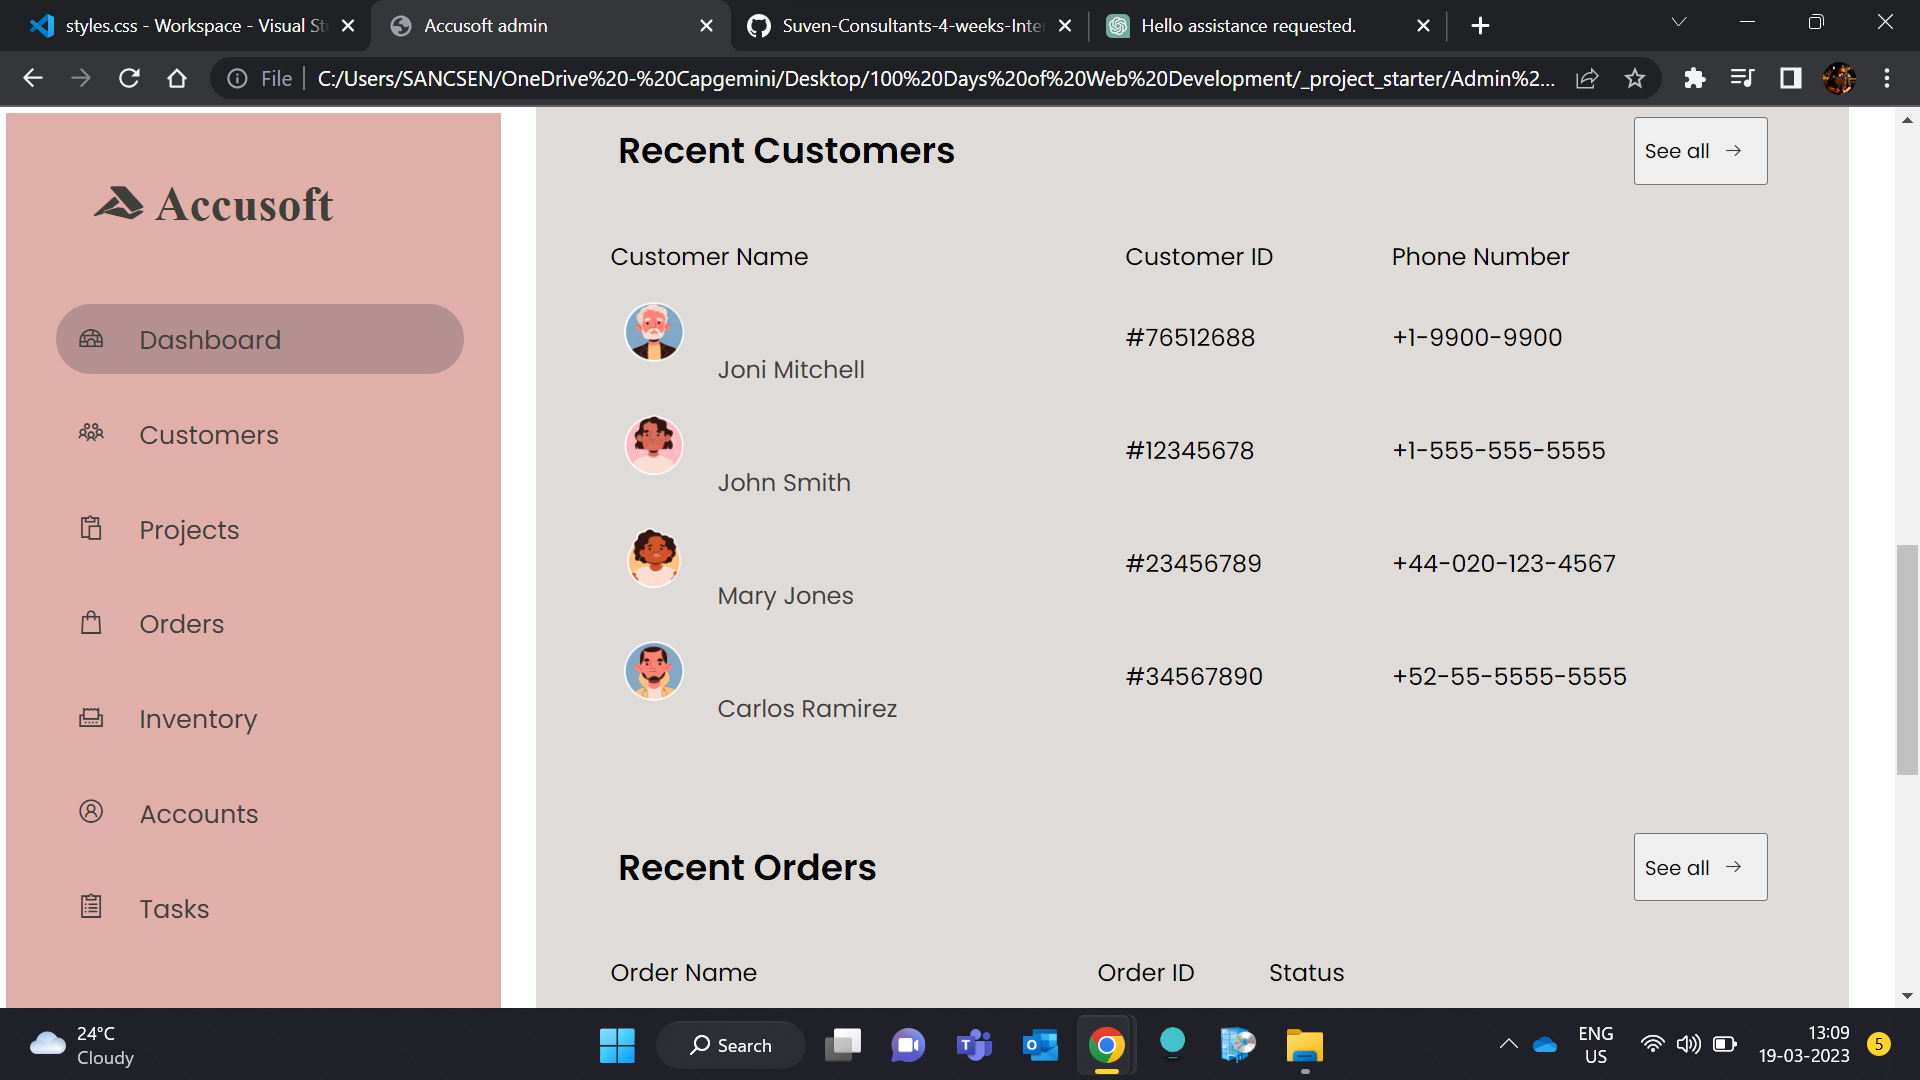 styles.css - Workspace - Visual St
Accusoft admin
Suven-Consultants-4-weeks-Inte
Hello assistance requested.
File
C:/Users/SANCSEN/OneDrive%20-%20Capgemini/Desktop/100%20Days%20of%20Web%20Development/_project_starter/Admin%2...
Accusoft
Dashboard
Customers
Projects
Orders
Inventory
Accounts
Tasks
Recent Customers
See all →
Customer Name Customer ID Phone Number
Joni Mitchell #76512688 +1-9900-9900
John Smith #12345678 +1-555-555-5555
Mary Jones #23456789 +44-020-123-4567
Carlos Ramirez #34567890 +52-55-5555-5555
Recent Orders
See all →
Order Name Order ID Status
24°C
Cloudy
Search
ENG
US
13:09
19-03-2023
5